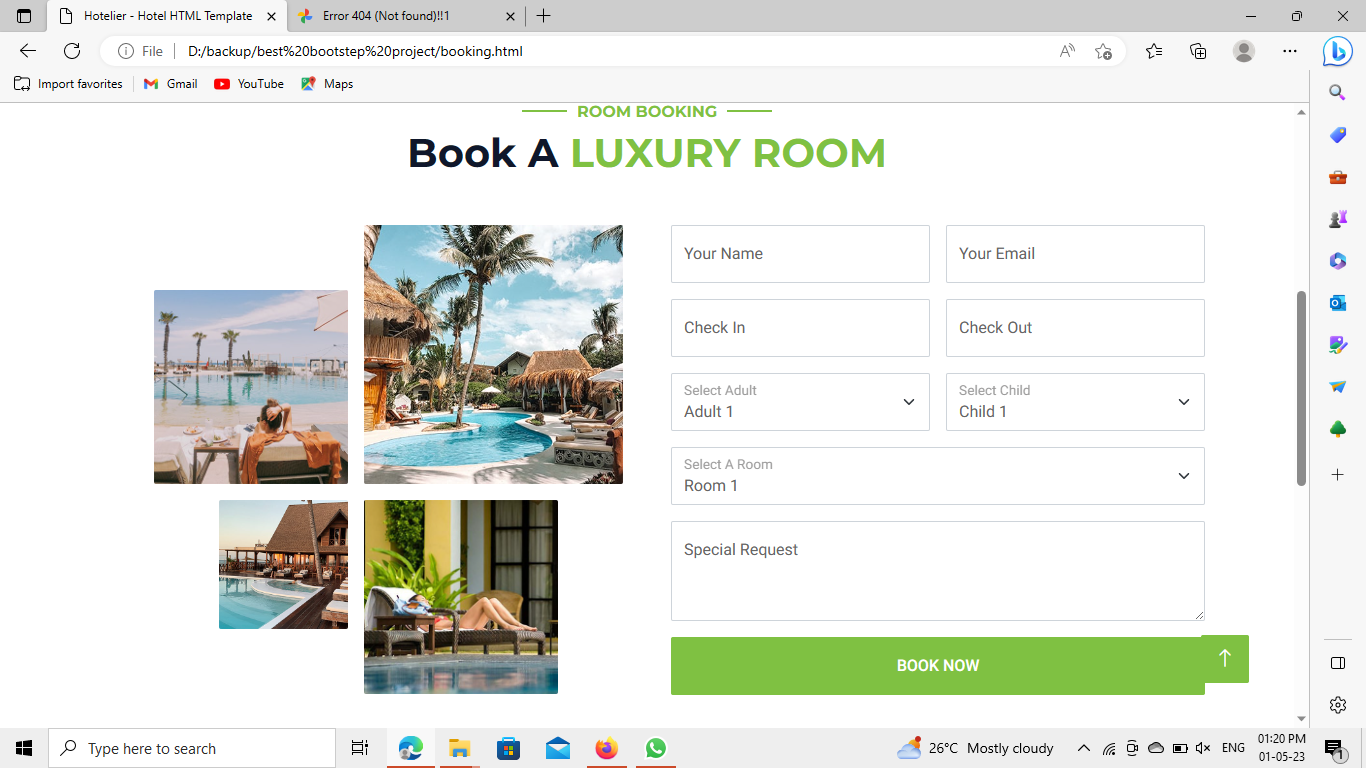 Hotelier - Hotel HTML Template
Error 404 (Not found)!!1
File
D:/backup/best%20bootstep%20project/booking.html
Import favorites
Gmail
YouTube
Maps
ROOM BOOKING
Book A LUXURY ROOM
Your Name
Your Email
Check In
Check Out
Select Adult
Adult 1
Select Child
Child 1
Select A Room
Room 1
Special Request
BOOK NOW
Type here to search
26°C Mostly cloudy
ENG
01:20 PM
01-05-23
1